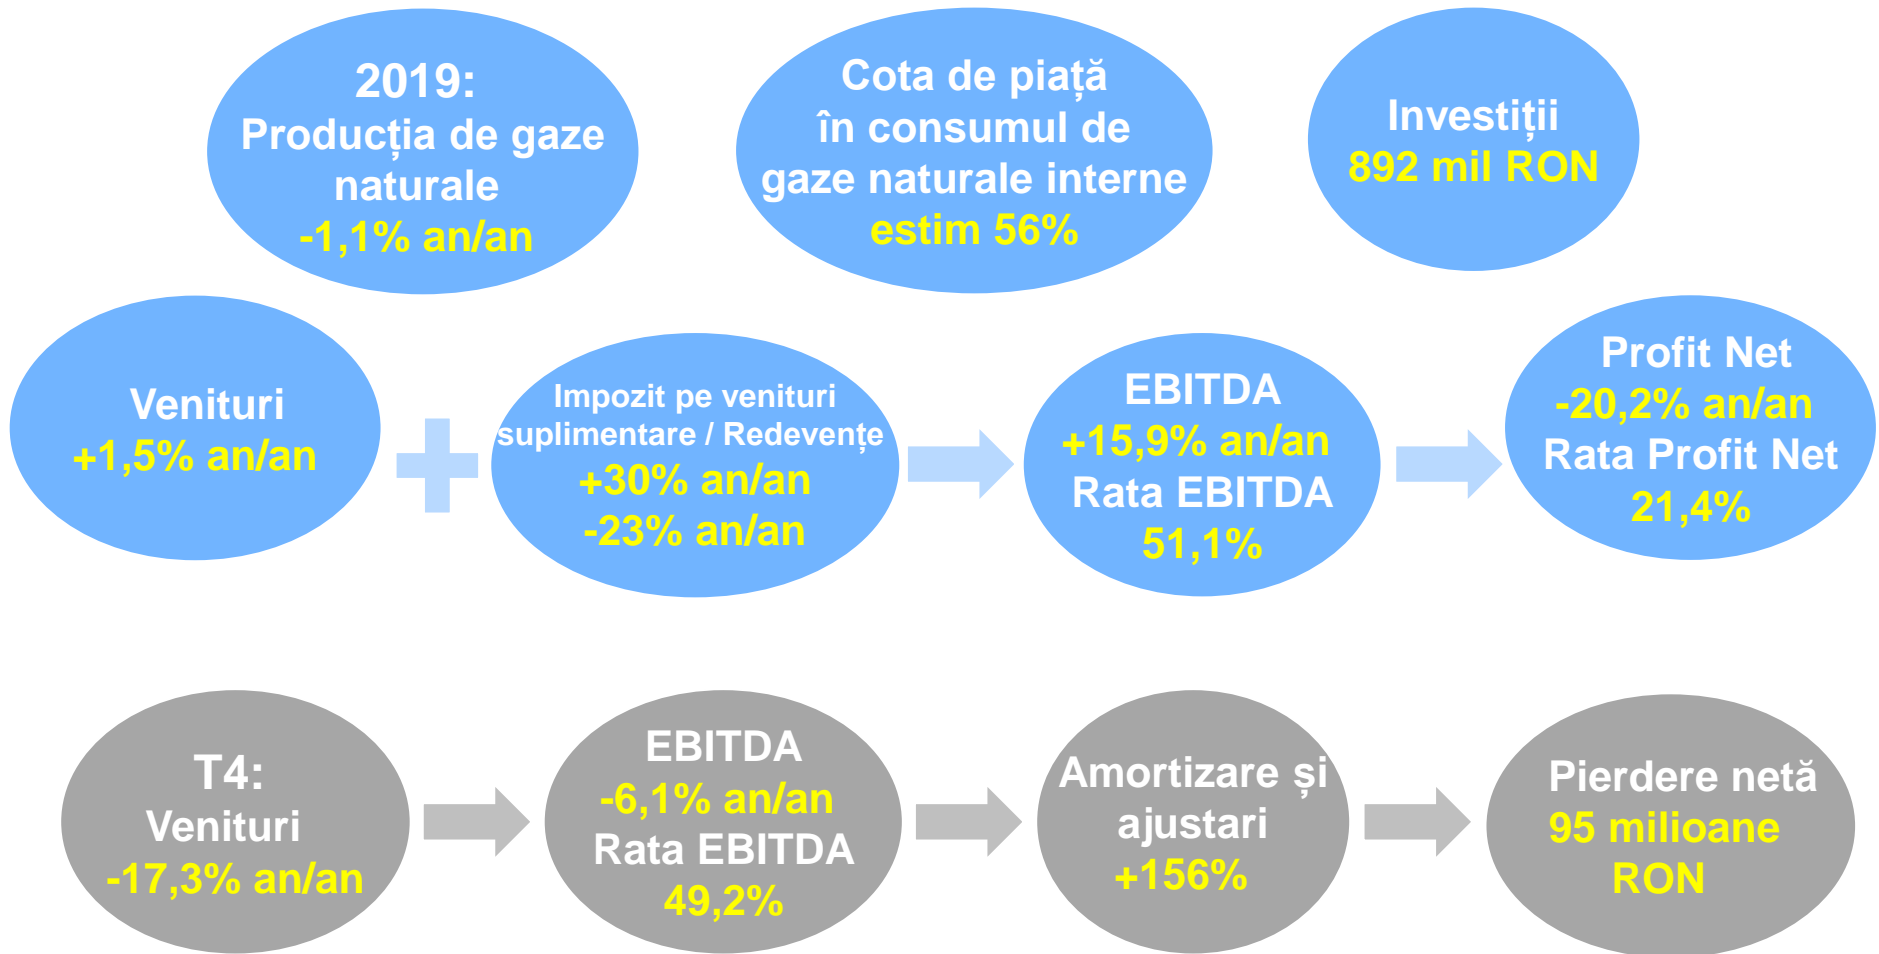 2019:
Producția de gaze
naturale
-1,1% an/an
Cota de piață
în consumul de
gaze naturale interne
estim 56%
Investiții
892 mil RON
Venituri
+1,5% an/an
Impozit pe venituri
suplimentare / Redevențe
+30% an/an
-23% an/an
EBITDA
+15,9% an/an
Rata EBITDA
51,1%
Profit Net
-20,2% an/an
Rata Profit Net
21,4%
T4:
Venituri
-17,3% an/an
EBITDA
-6,1% an/an
Rata EBITDA
49,2%
Amortizare și
ajustari
+156%
Pierdere netă
95 milioane
RON